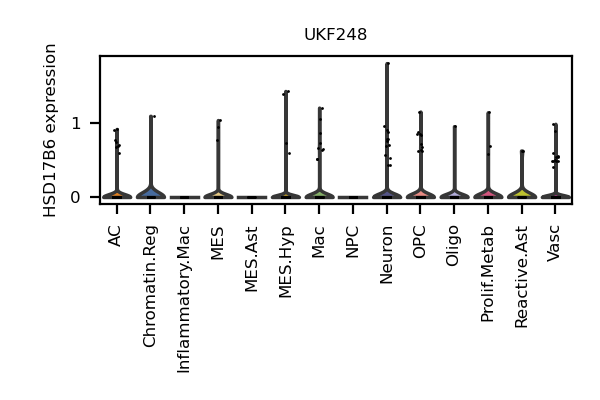 UKF248
HSD17B6 expression
1
0
AC
Chromatin.Reg
Inflammatory.Mac
MES
MES.Ast
MES.Hyp
Mac
NPC
Neuron
OPC
Oligo
Prolif.Metab
Reactive.Ast
Vasc